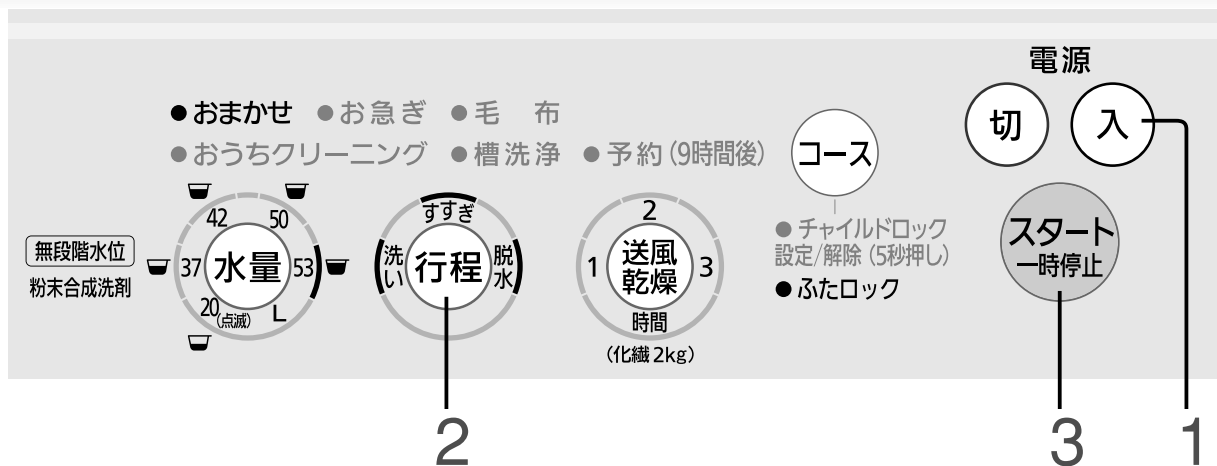 電源
切 入
●おまかせ ●お急ぎ ●毛 布
●おうちクリーニング ●槽洗浄 ●予約(9時間後)
コース
●チャイルドロック
設定/解除(5秒押し)
●ふたロック
スタート
一時停止
無段階水位
粉末合成洗剤
42 50
37 水量 53
20(点滅) L
すすぎ
洗い 行程 脱水
2
1 送風乾燥 3
時間
(化繊2kg)
2 3 1